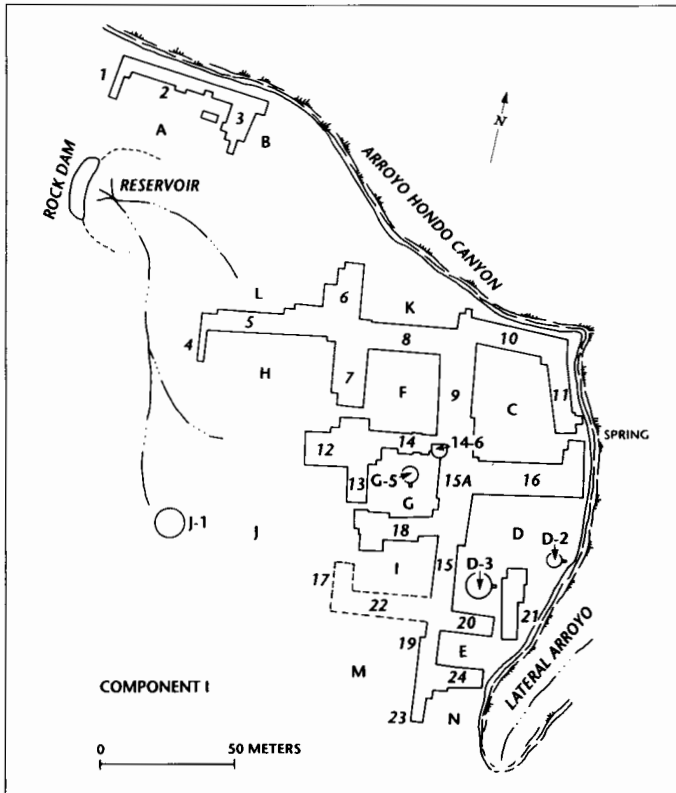 1
2
3
A
B
N
ARROYO HONDO CANYON
ROCK DAM
RESERVOIR
L
K
6
5
4
8
10
H
7
9
F
C
11
SPRING
12
14
14-6
13
G-5
15A
16
G
J-1
J
18
D
D-2
I
15
D-3
17
22
21
20
19
E
M
24
LATERAL ARROYO
COMPONENT I
23
N
0
50 METERS